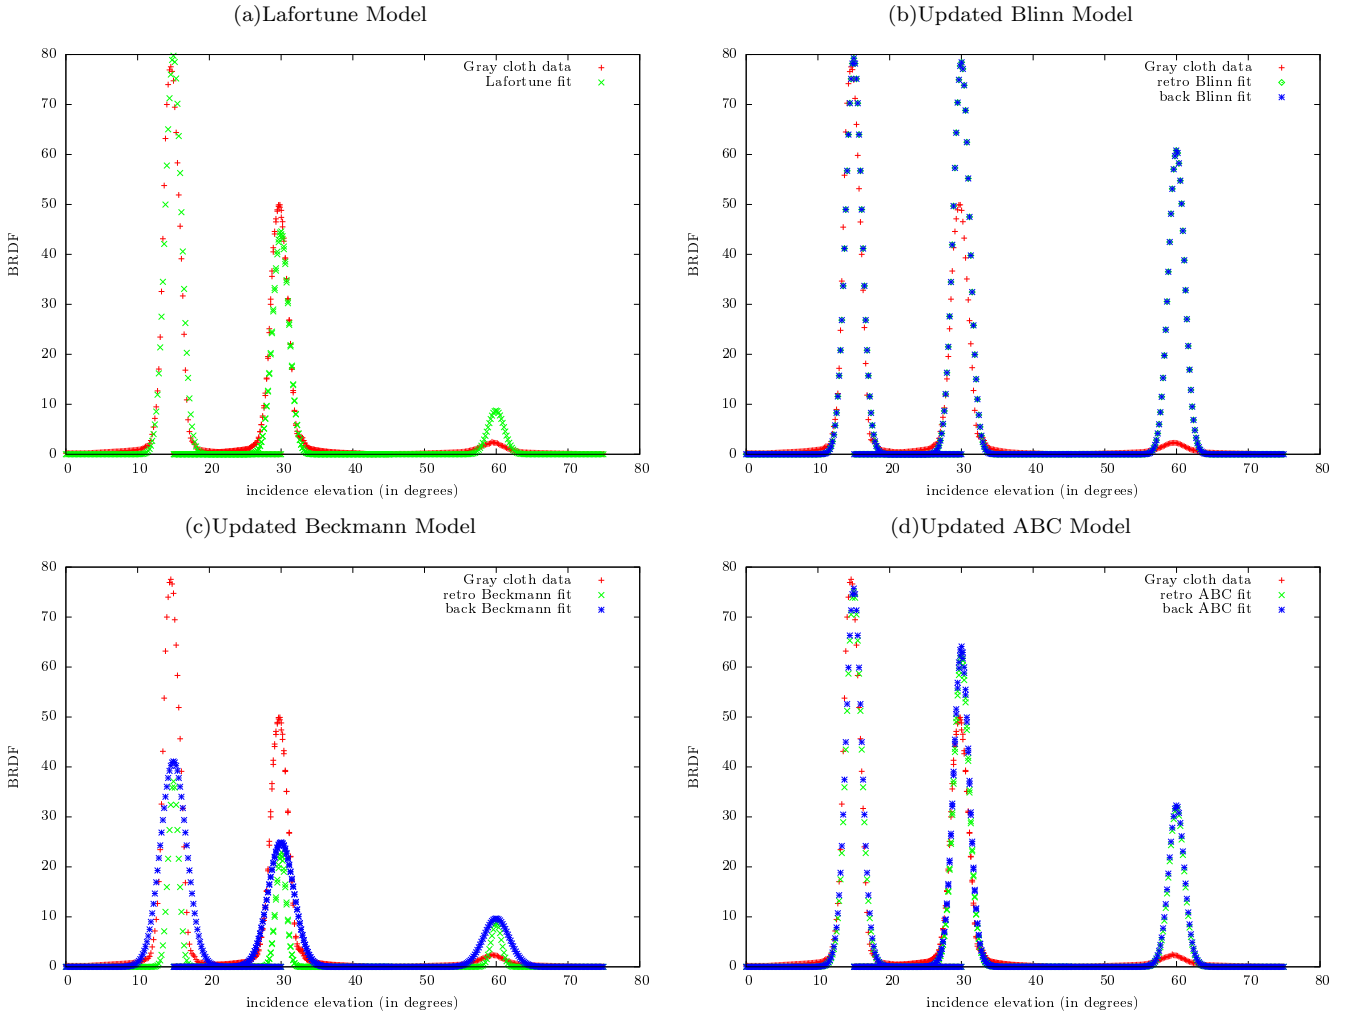 (a)Lafortune Model
80
70
60
50
40
30
20
10
0
BRDF
Gray cloth data
Lafortune fit
0 10 20 30 40 50 60 70 80
incidence elevation (in degrees)
(b)Updated Blinn Model
80
70
60
50
40
30
20
10
0
BRDF
Gray cloth data
retro Blinn fit
back Blinn fit
0 10 20 30 40 50 60 70 80
incidence elevation (in degrees)
(c)Updated Beckmann Model
80
70
60
50
40
30
20
10
0
BRDF
Gray cloth data
retro Beckmann fit
back Beckmann fit
0 10 20 30 40 50 60 70 80
incidence elevation (in degrees)
(d)Updated ABC Model
80
70
60
50
40
30
20
10
0
BRDF
Gray cloth data
retro ABC fit
back ABC fit
0 10 20 30 40 50 60 70 80
incidence elevation (in degrees)